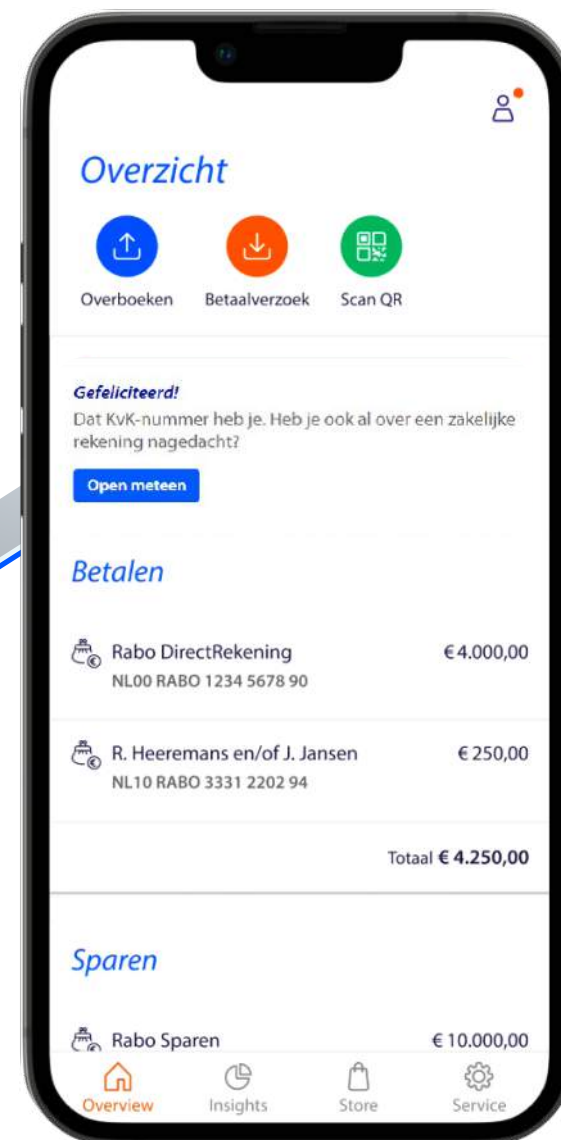 Overzicht
Overboeken Betaalverzoek Scan QR
Gefeliciteerd!
Dat KvK-nummer heb je. Heb je ook al over een zakelijke
rekening nagedacht?
Open meteen
Betalen
Rabo DirectRekening € 4.000,00
NL00 RABO 1234 5678 90
R. Heeremans en/of J. Jansen € 250,00
NL10 RABO 3331 2202 94
Totaal € 4.250,00
Sparen
Rabo Sparen € 10.000,00
Overview Insights Store Service